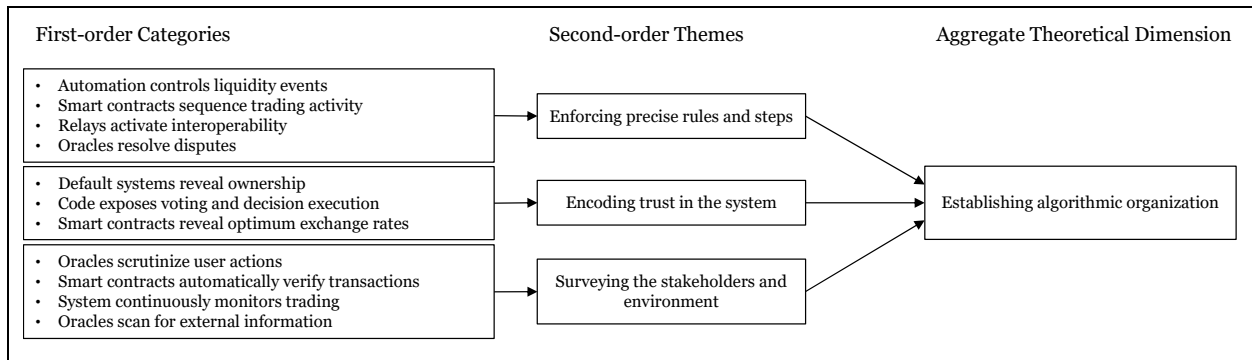 First-order Categories
Second-order Themes
Aggregate Theoretical Dimension
• Automation controls liquidity events
• Smart contracts sequence trading activity
• Relays activate interoperability
• Oracles resolve disputes
Enforcing precise rules and steps
• Default systems reveal ownership
• Code exposes voting and decision execution
• Smart contracts reveal optimum exchange rates
Encoding trust in the system
Establishing algorithmic organization
• Oracles scrutinize user actions
• Smart contracts automatically verify transactions
• System continuously monitors trading
• Oracles scan for external information
Surveying the stakeholders and
environment